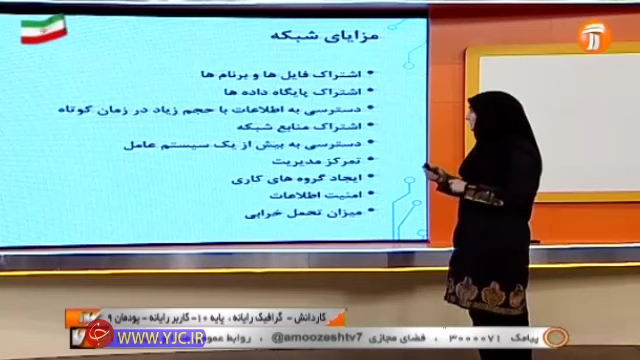 مزایای شبکه
• اشتراک فایل ها و برنام ها
• اشتراک پایگاه داده ها
• دسترسی به اطلاعات با حجم زیاد در زمان کوتاه
• اشتراک منابع شبکه
• دسترسی به بیش از یک سیستم عامل
• تمرکز مدیریت
• ایجاد گروه های کاری
• امنیت اطلاعات
• میزان تحمل خرابی
کاردانش - گرافیک رایانه ، پایه ۱۰- کاربر رایانه - پودمان ۹
WWW.YJC.IR
پیامک ۳۰۰۰۰۷۱ فضای مجازی @amoozeshtv7 روابط